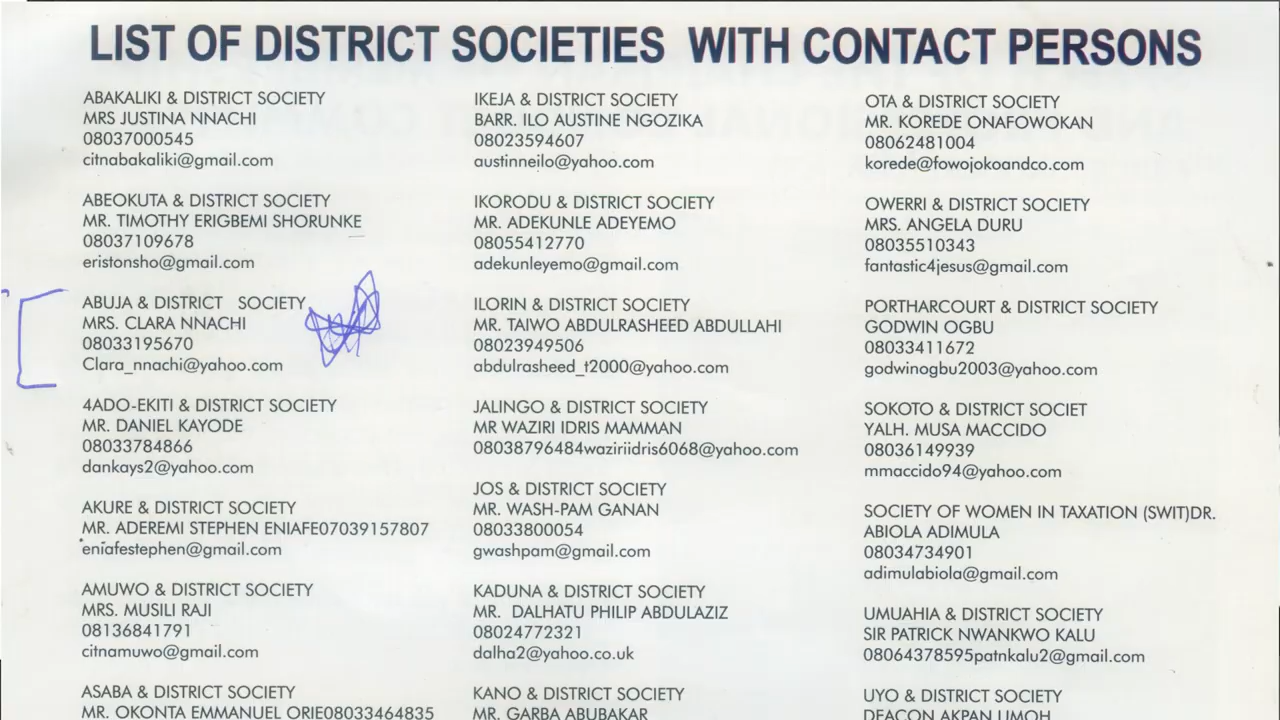 LIST OF DISTRICT SOCIETIES WITH CONTACT PERSONS
ABAKALIKI & DISTRICT SOCIETY
MRS JUSTINA NNACHI
08037000545
citnabakaliki@gmail.com
ABEOKUTA & DISTRICT SOCIETY
MR. TIMOTHY ERIGBEMI SHORUNKE
08037109678
eristonsho@gmail.com
ABUJA & DISTRICT SOCIETY
MRS. CLARA NNACHI
08033195670
Clara_nnachi@yahoo.com
4ADO-EKITI & DISTRICT SOCIETY
MR. DANIEL KAYODE
08033784866
dankays2@yahoo.com
AKURE & DISTRICT SOCIETY
MR. ADEREMI STEPHEN ENIAFE07039157807
eniafestephen@gmail.com
AMUWO & DISTRICT SOCIETY
MRS. MUSILI RAJI
08136841791
citnamuwo@gmail.com
ASABA & DISTRICT SOCIETY
MR. OKONTA EMMANUEL ORIE08033464835
IKEJA & DISTRICT SOCIETY
BARR. ILO AUSTINE NGOZIKA
08023594607
austinneilo@yahoo.com
IKORODU & DISTRICT SOCIETY
MR. ADEKUNLE ADEYEMO
08055412770
adekunleyemo@gmail.com
ILORIN & DISTRICT SOCIETY
MR. TAIWO ABDULRASHEED ABDULLAHI
08023949506
abdulrasheed_t2000@yahoo.com
JALINGO & DISTRICT SOCIETY
MR WAZIRI IDRIS MAMMAN
08038796484waziriidris6068@yahoo.com
JOS & DISTRICT SOCIETY
MR. WASH-PAM GANAN
08033800054
gwashpam@gmail.com
KADUNA & DISTRICT SOCIETY
MR. DALHATU PHILIP ABDULAZIZ
08024772321
dalha2@yahoo.co.uk
KANO & DISTRICT SOCIETY
MR. GARBA ABUBAKAR
OTA & DISTRICT SOCIETY
MR. KOREDE ONAFOWOKAN
08062481004
korede@fowojokoandco.com
OWERRI & DISTRICT SOCIETY
MRS. ANGELA DURU
08035510343
fantastic4jesus@gmail.com
PORTHARCOURT & DISTRICT SOCIETY
GODWIN OGBU
08033411672
godwinogbu2003@yahoo.com
SOKOTO & DISTRICT SOCIET
YALH. MUSA MACCIDO
08036149939
mmaccido94@yahoo.com
SOCIETY OF WOMEN IN TAXATION (SWIT)DR.
ABIOLA ADIMULA
08034734901
adimulabiola@gmail.com
UMUAHIA & DISTRICT SOCIETY
SIR PATRICK NWANKWO KALU
08064378595patnkalu2@gmail.com
UYO & DISTRICT SOCIETY
DEACON AKPAN UMOH